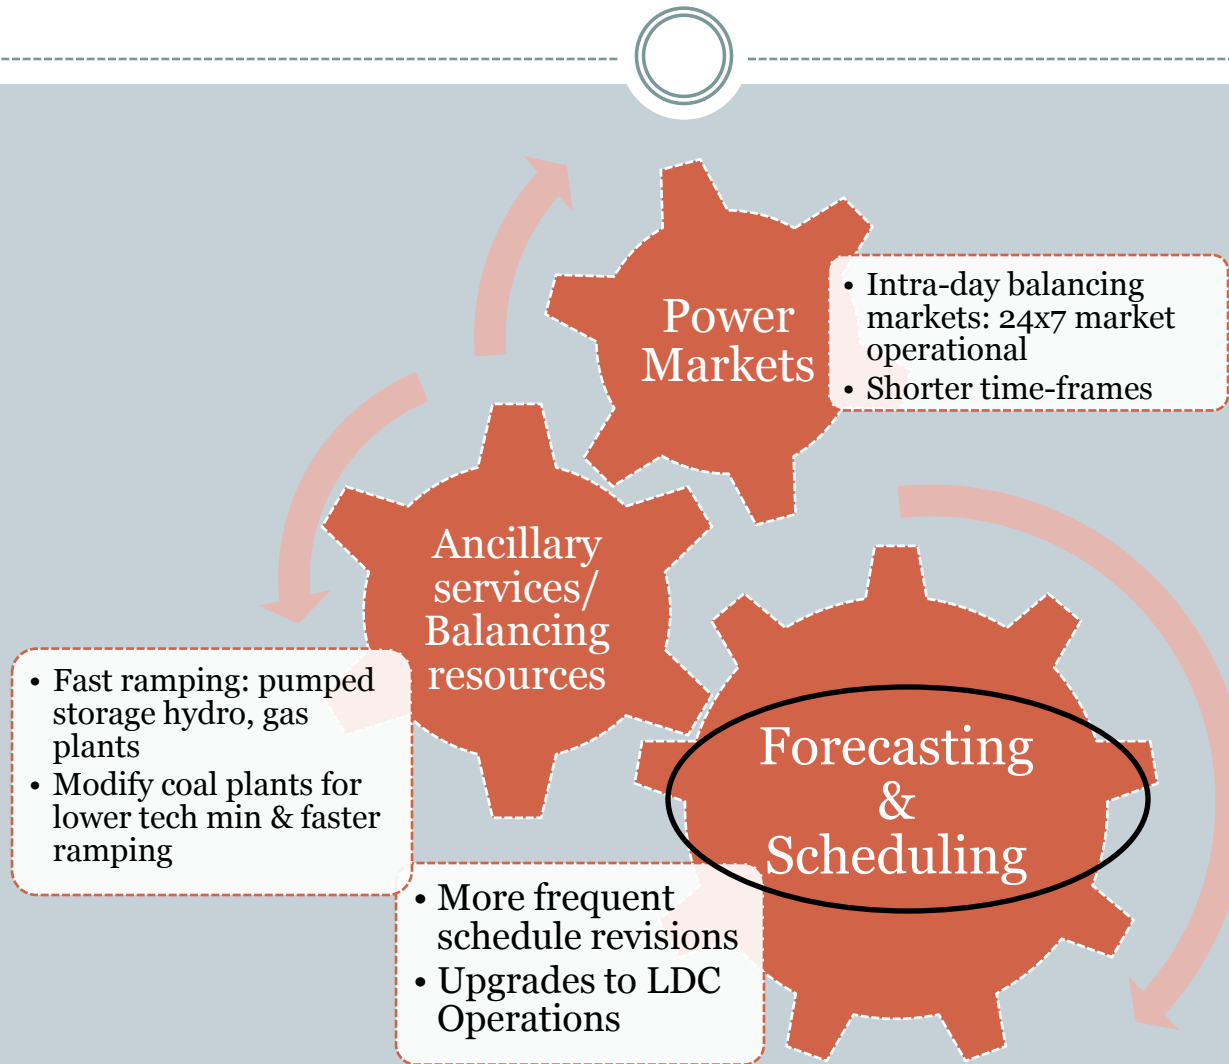 Power
Markets
• Intra-day balancing
markets: 24x7 market
operational
• Shorter time-frames
Ancillary
services/
Balancing
resources
• Fast ramping: pumped
storage hydro, gas
plants
• Modify coal plants for
lower tech min & faster
ramping
Forecasting
&
Scheduling
• More frequent
schedule revisions
• Upgrades to LDC
Operations